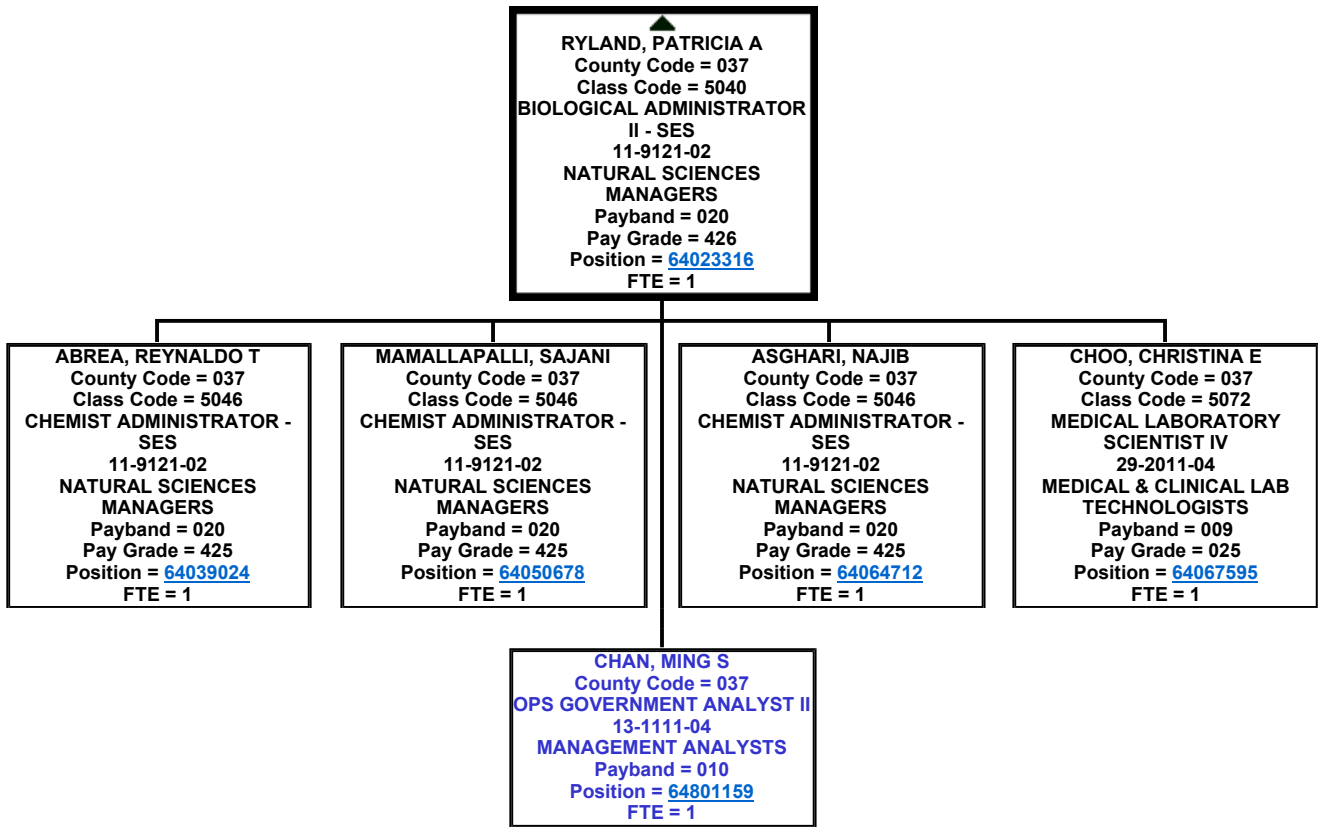 RYLAND, PATRICIA A
County Code = 037
Class Code = 5040
BIOLOGICAL ADMINISTRATOR
II - SES
11-9121-02
NATURAL SCIENCES
MANAGERS
Payband = 020
Pay Grade = 426
Position = 64023316
FTE = 1
ABREA, REYNALDO T
County Code = 037
Class Code = 5046
CHEMIST ADMINISTRATOR -
SES
11-9121-02
NATURAL SCIENCES
MANAGERS
Payband = 020
Pay Grade = 425
Position = 64039024
FTE = 1
MAMALLAPALLI, SAJANI
County Code = 037
Class Code = 5046
CHEMIST ADMINISTRATOR -
SES
11-9121-02
NATURAL SCIENCES
MANAGERS
Payband = 020
Pay Grade = 425
Position = 64050678
FTE = 1
ASGHARI, NAJIB
County Code = 037
Class Code = 5046
CHEMIST ADMINISTRATOR -
SES
11-9121-02
NATURAL SCIENCES
MANAGERS
Payband = 020
Pay Grade = 425
Position = 64064712
FTE = 1
CHOO, CHRISTINA E
County Code = 037
Class Code = 5072
MEDICAL LABORATORY
SCIENTIST IV
29-2011-04
MEDICAL & CLINICAL LAB
TECHNOLOGISTS
Payband = 009
Pay Grade = 025
Position = 64067595
FTE = 1
CHAN, MING S
County Code = 037
OPS GOVERNMENT ANALYST II
13-1111-04
MANAGEMENT ANALYSTS
Payband = 010
Position = 64801159
FTE = 1